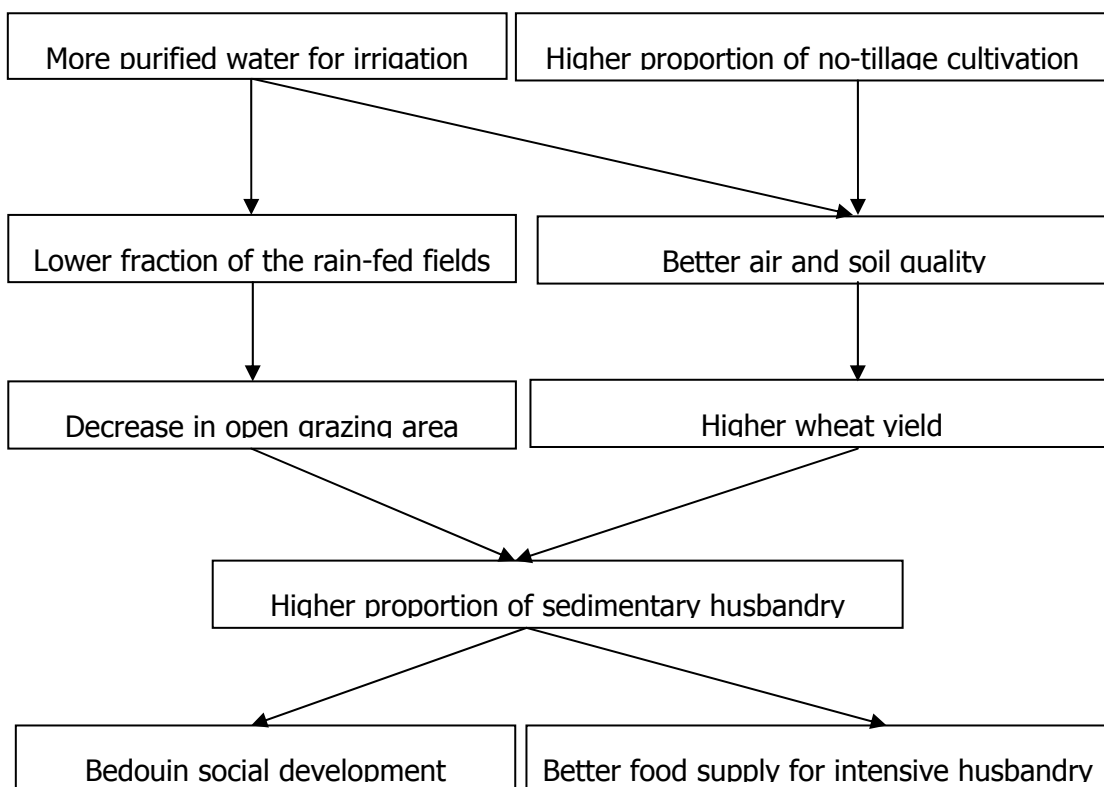 More purified water for irrigation
Higher proportion of no-tillage cultivation
Lower fraction of the rain-fed fields
Better air and soil quality
Decrease in open grazing area
Higher wheat yield
Higher proportion of sedimentary husbandry
Bedouin social development
Better food supply for intensive husbandry